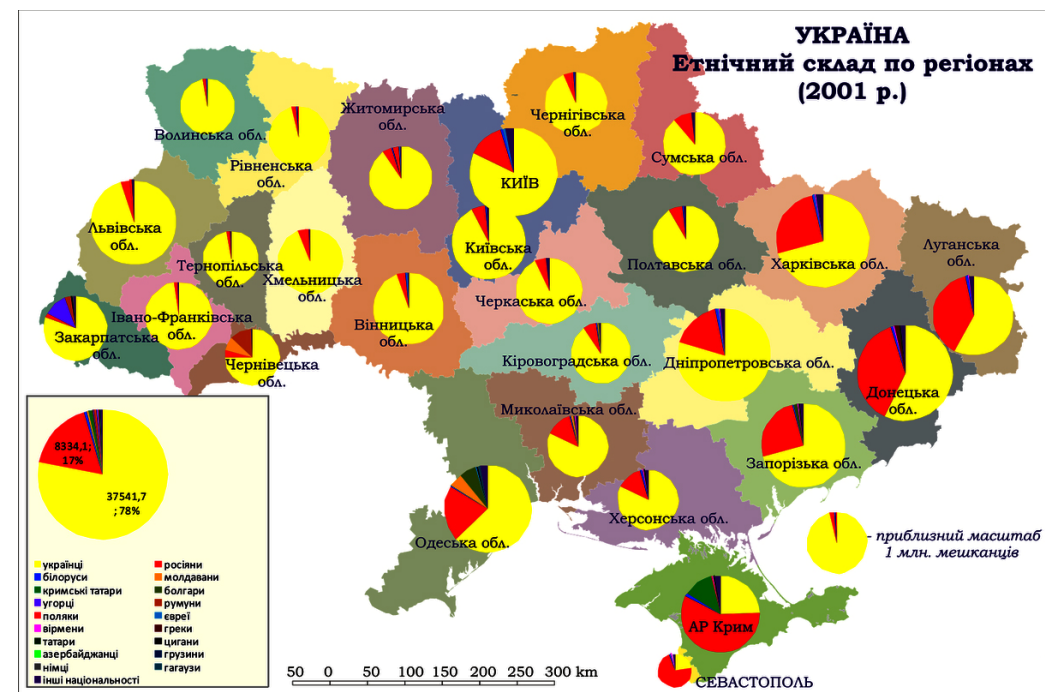 УКРАЇНА
Етнічний склад по регіонах
(2001 р.)
Волинська обл.
Рівненська
обл.
Житомирська
обл.
Чернігівська
обл.
Сумська обл.
КИЇВ
Київська
обл.
Львівська
обл.
Тернопільська
обл.
Хмельницька
обл.
Вінницька
обл.
Черкаська обл.
Полтавська обл.
Харківська
обл.
Луганська
обл.
Івано-Франківська
обл.
Закарпатська
обл.
Чернівецька
обл.
Кіровоградська обл.
Дніпропетровська обл.
Донецька
обл.
Миколаївська обл.
Запорізька обл.
Херсонська обл.
Одеська обл.
АР Крим
СЕВАСТОПОЛЬ
- приблизний масштаб
1 млн. мешканців
8334,1;
17%
37541,7
; 78%
українці
росіяни
білоруси
молдавани
кримські татари
болгари
угорці
румуни
поляки
євреї
вірмени
греки
татари
цигани
азербайджанці
грузини
німці
гагаузи
інші національності
50 0 50 100 150 200 300 km